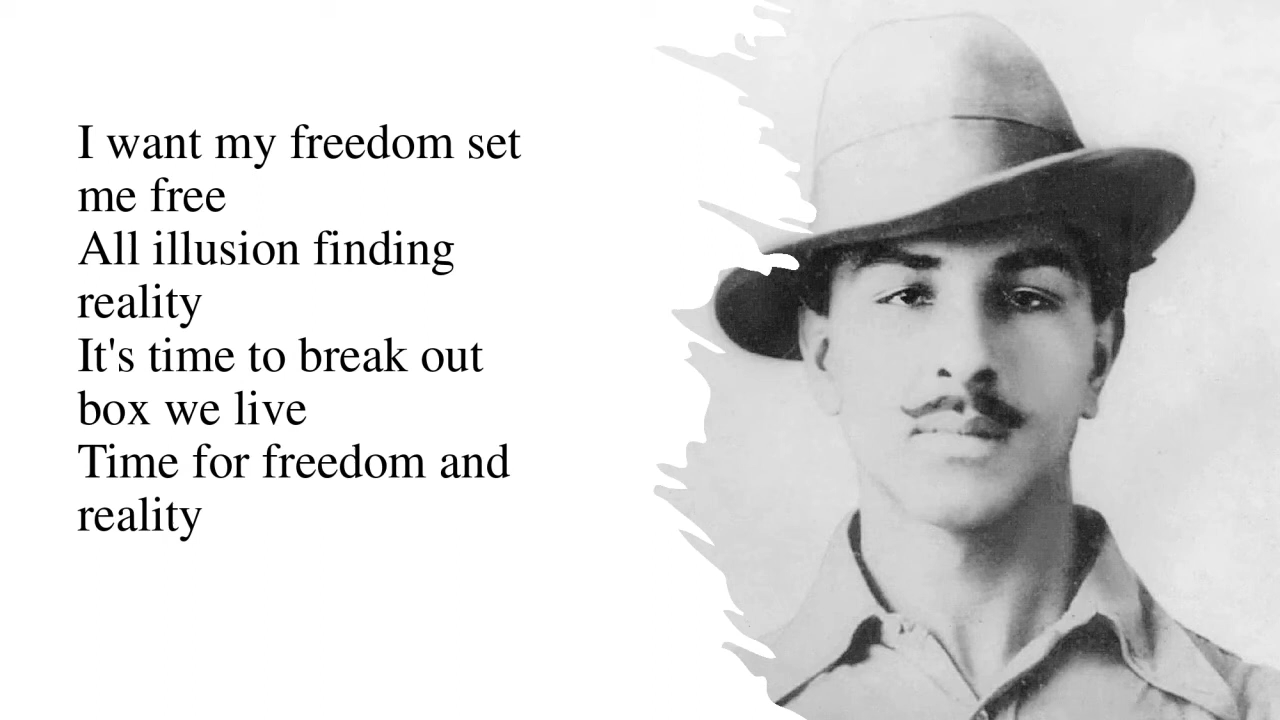 I want my freedom set
me free
All illusion finding
reality
It's time to break out
box we live
Time for freedom and
reality